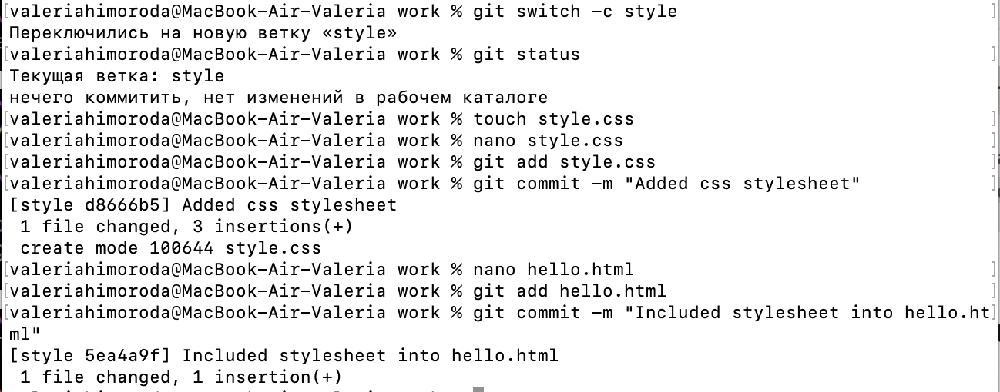 [valeriahimoroda@MacBook-Air-Valeria work % git switch -c style ]
Переключились на новую ветку «style»
[valeriahimoroda@MacBook-Air-Valeria work % git status ]
Текущая ветка: style
нечего коммитить, нет изменений в рабочем каталоге
[valeriahimoroda@MacBook-Air-Valeria work % touch style.css ]
[valeriahimoroda@MacBook-Air-Valeria work % nano style.css ]
[valeriahimoroda@MacBook-Air-Valeria work % git add style.css ]
[valeriahimoroda@MacBook-Air-Valeria work % git commit -m "Added css stylesheet" ]
[style d8666b5] Added css stylesheet
1 file changed, 3 insertions(+)
create mode 100644 style.css
[valeriahimoroda@MacBook-Air-Valeria work % nano hello.html ]
[valeriahimoroda@MacBook-Air-Valeria work % git add hello.html ]
[valeriahimoroda@MacBook-Air-Valeria work % git commit -m "Included stylesheet into hello.ht]
ml"
[style 5ea4a9f] Included stylesheet into hello.html
1 file changed, 1 insertion(+)